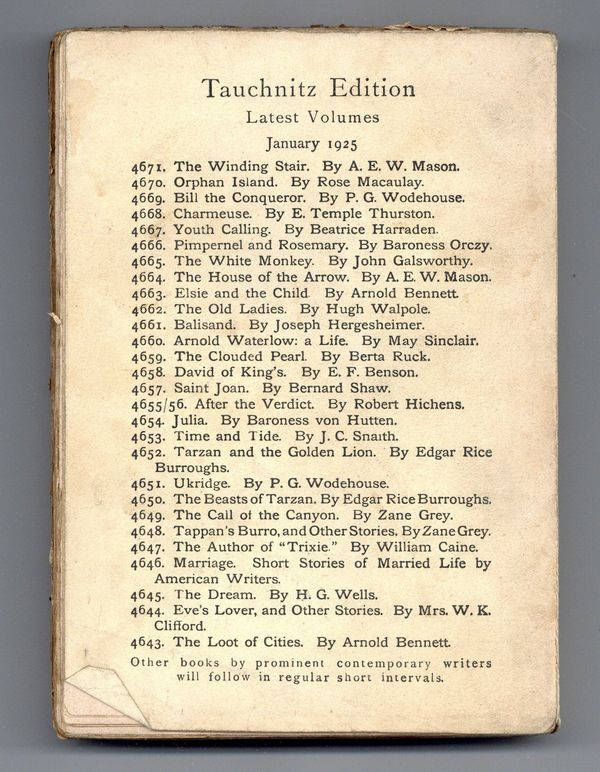 Tauchnitz Edition
Latest Volumes
January 1925
4671. The Winding Stair. By A. E. W. Mason.
4670. Orphan Island. By Rose Macaulay.
4669. Bill the Conqueror. By P. G. Wodehouse.
4668. Charmeuse. By E. Temple Thurston.
4667. Youth Calling. By Beatrice Harraden.
4666. Pimpernel and Rosemary. By Baroness Orczy.
4665. The White Monkey. By John Galsworthy.
4664. The House of the Arrow. By A. E. W. Mason.
4663. Elsie and the Child. By Arnold Bennett.
4662. The Old Ladies. By Hugh Walpole.
4661. Balisand. By Joseph Hergesheimer.
4660. Arnold Waterlow: a Life. By May Sinclair.
4659. The Clouded Pearl. By Berta Ruck.
4658. David of King's. By E. F. Benson.
4657. Saint Joan. By Bernard Shaw.
4655/56. After the Verdict. By Robert Hichens.
4654. Julia. By Baroness von Hutten.
4653. Time and Tide. By J. C. Snaith.
4652. Tarzan and the Golden Lion. By Edgar Rice
Burroughs.
4651. Ukridge. By P. G. Wodehouse.
4650. The Beasts of Tarzan. By Edgar Rice Burroughs.
4649. The Call of the Canyon. By Zane Grey.
4648. Tappan's Burro, and Other Stories. By Zane Grey.
4647. The Author of "Trixie." By William Caine.
4646. Marriage. Short Stories of Married Life by
American Writers.
4645. The Dream. By H. G. Wells.
4644. Eve's Lover, and Other Stories. By Mrs. W. K.
Clifford.
4643. The Loot of Cities. By Arnold Bennett.
Other books by prominent contemporary writers
will follow in regular short intervals.